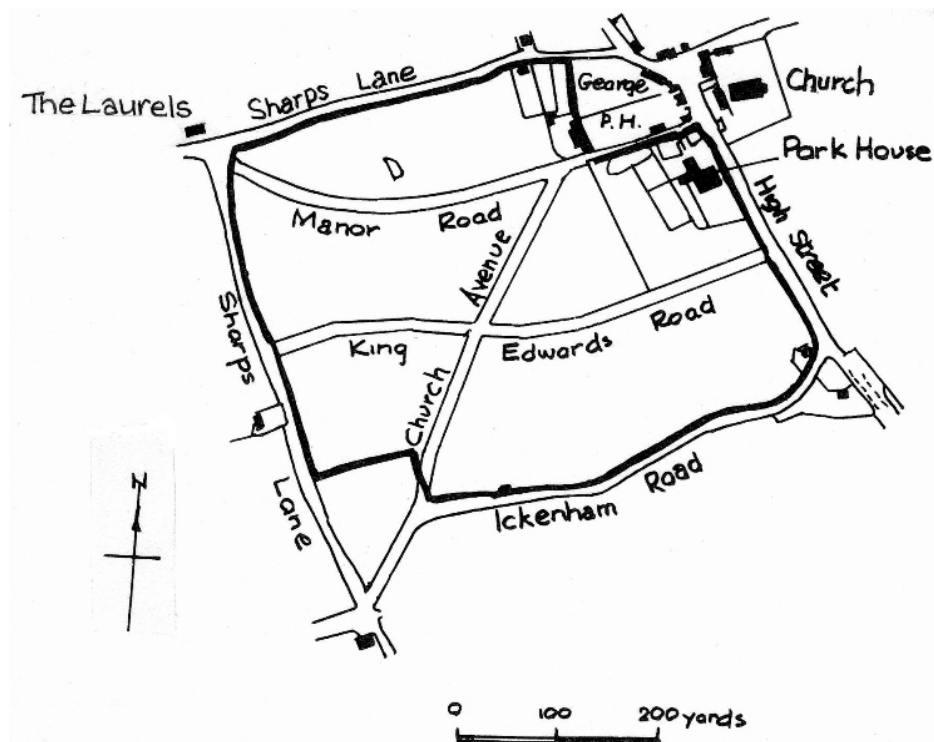 The Laurels
Sharps Lane
George
P.H.
Church
Park House
High Street
Manor Road
Church Avenue
King Edwards Road
Sharps Lane
Ickenham Road
N
0 100 200 yards